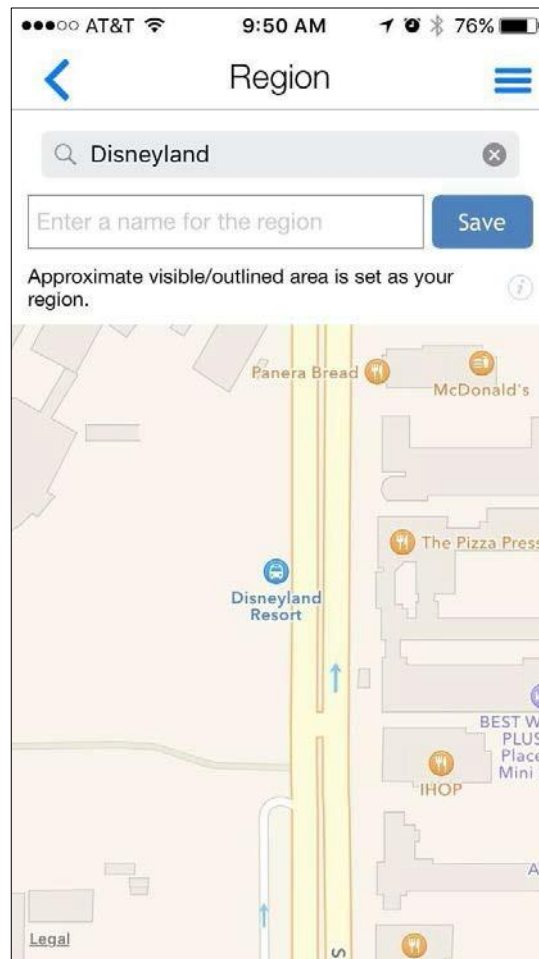 AT&T 9:50 AM 76%
Region
Disneyland
Enter a name for the region Save
Approximate visible/outlined area is set as your
region.
Panera Bread
McDonald's
The Pizza Press
Disneyland
Resort
BEST W
PLUS
Place
Mini
IHOP
A
Legal
S